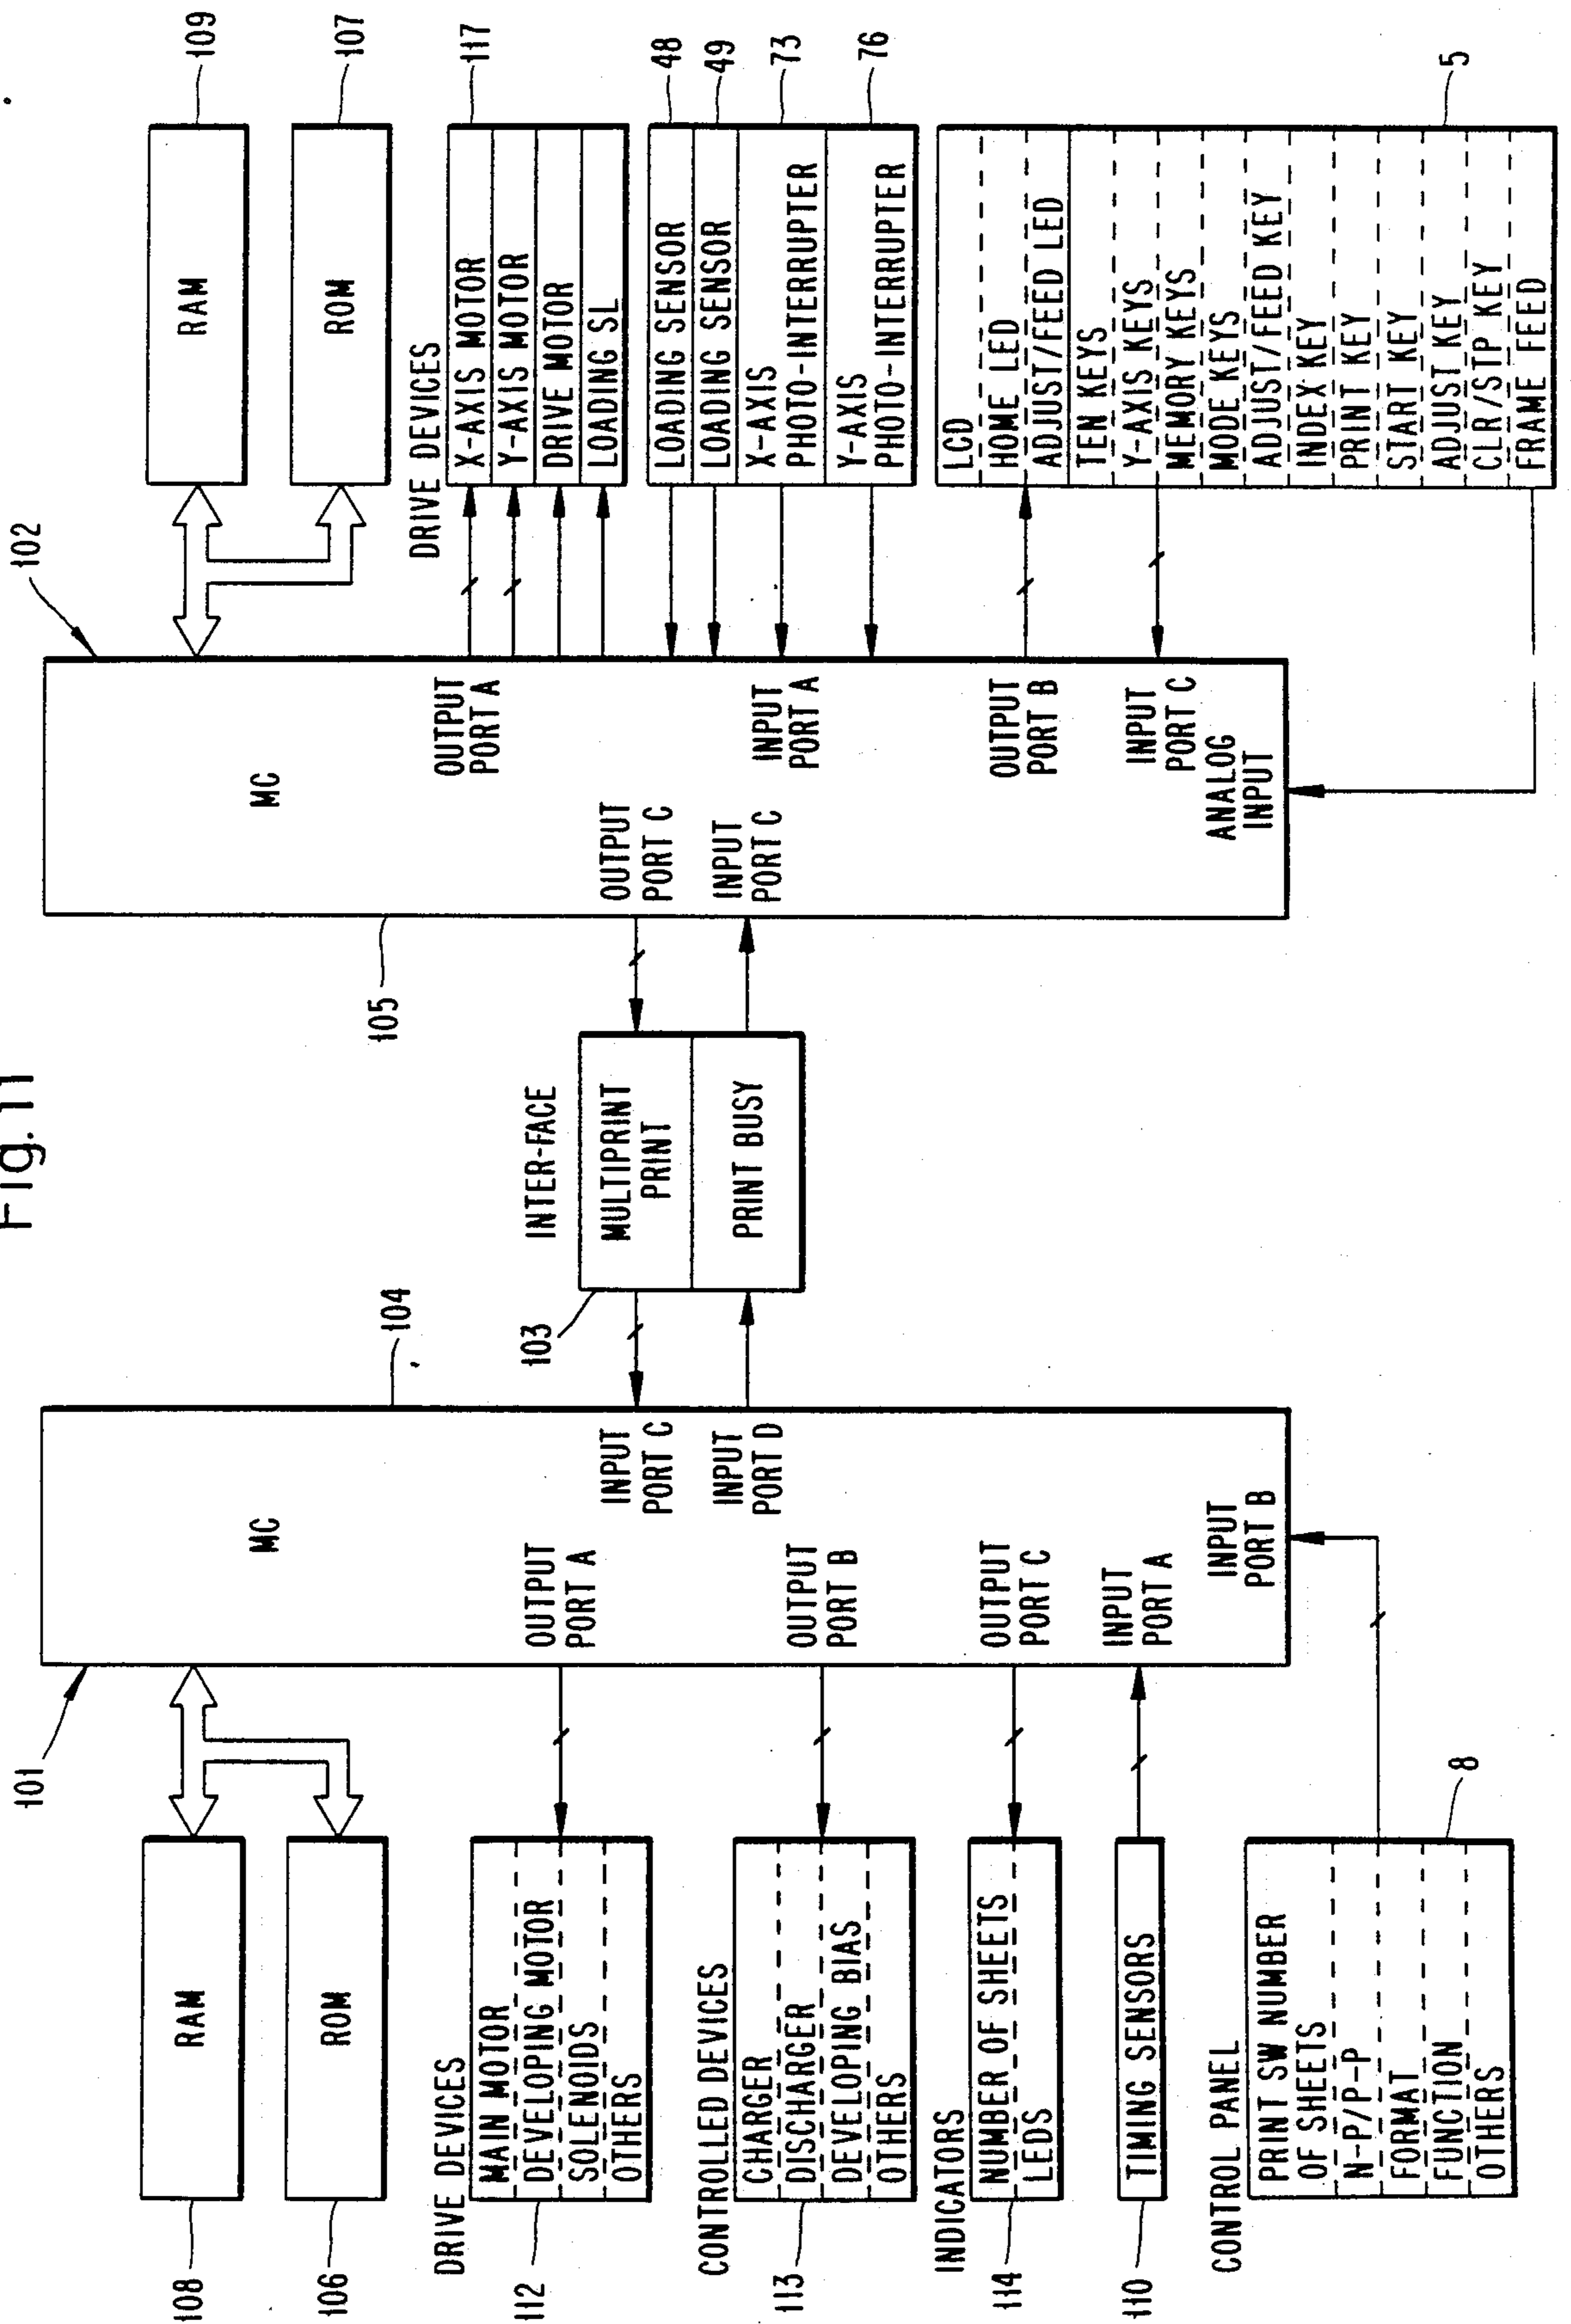 Fig. 11
101
MC
104
RAM
108
ROM
106
DRIVE DEVICES
MAIN MOTOR
DEVELOPING MOTOR
SOLENOIDS
OTHERS
112
OUTPUT
PORT A
CONTROLLED DEVICES
CHARGER
DISCHARGER
DEVELOPING BIAS
OTHERS
113
OUTPUT
PORT B
INDICATORS
NUMBER OF SHEETS
LEDS
114
OUTPUT
PORT C
TIMING SENSORS
110
INPUT
PORT A
CONTROL PANEL
PRINT SW NUMBER
OF SHEETS
N-P/P-P
FORMAT
FUNCTION
OTHERS
8
INPUT
PORT B
INPUT
PORT C
INPUT
PORT D
INTER-FACE
MULTIPRINT
PRINT
PRINT BUSY
103
102
MC
105
OUTPUT
PORT C
INPUT
PORT C
OUTPUT
PORT A
INPUT
PORT A
OUTPUT
PORT B
INPUT
PORT C
ANALOG
INPUT
RAM
109
ROM
107
DRIVE DEVICES
X-AXIS MOTOR
Y-AXIS MOTOR
DRIVE MOTOR
LOADING SL
117
LOADING SENSOR
48
LOADING SENSOR
49
X-AXIS
PHOTO-INTERRUPTER
73
Y-AXIS
PHOTO-INTERRUPTER
76
LCD
HOME LED
ADJUST/FEED LED
TEN KEYS
Y-AXIS KEYS
MEMORY KEYS
MODE KEYS
ADJUST/FEED KEY
INDEX KEY
PRINT KEY
START KEY
ADJUST KEY
CLR/STP KEY
FRAME FEED
5